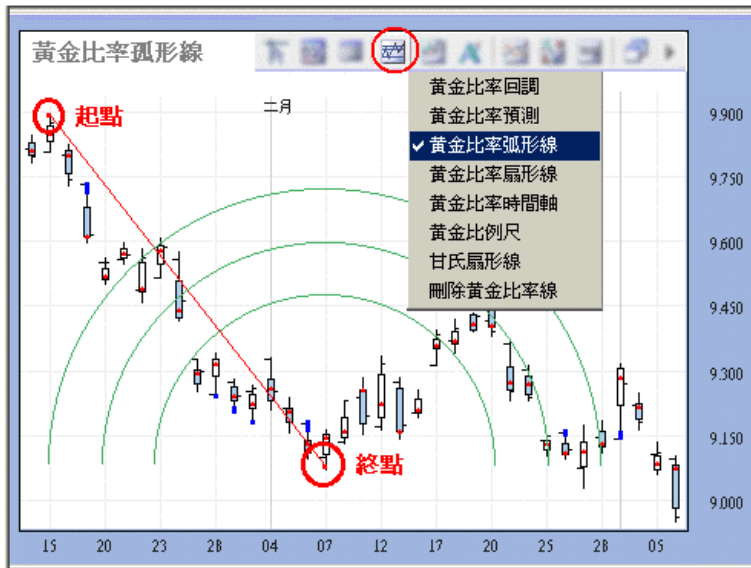 黃金比率孤形線
黃金比率回調
黃金比率預測
黃金比率弧形線
黃金比率扇形線
黃金比率時間軸
黃金比例尺
甘氏扇形線
刪除黃金比率線
二月
起點
終點
9.900
9.750
9.600
9.450
9.300
9.150
9.000
15 20 23 28 04 07 12 17 20 25 28 05